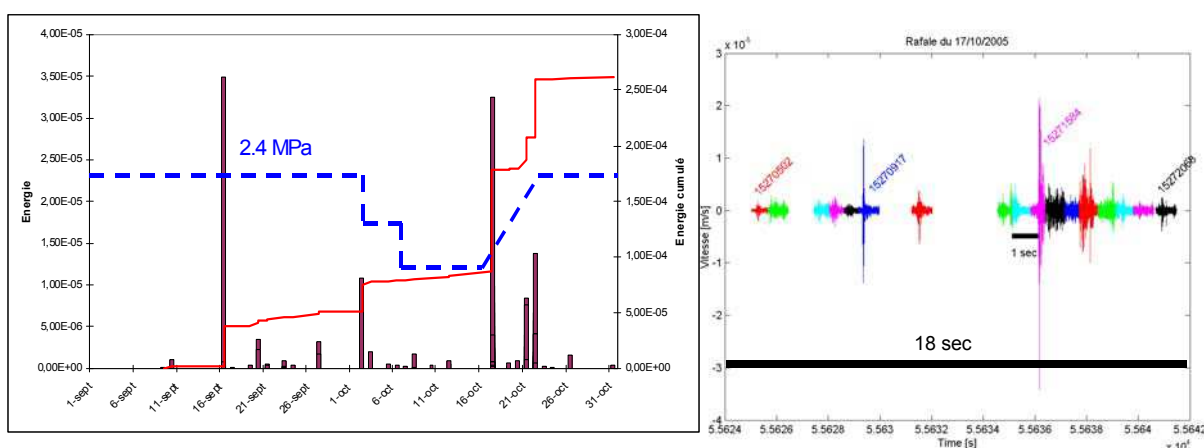 4,00E-05
3,50E-05
3,00E-05
2,50E-05
2,00E-05
1,50E-05
1,00E-05
5,00E-06
0,00E+00
Energie
2.4 MPa
3,00E-04
2,50E-04
2,00E-04
1,50E-04
1,00E-04
5,00E-05
0,00E+00
Energie cumulé
1-sept
6-sept
11-sept
16-sept
21-sept
26-sept
1-oct
6-oct
11-oct
16-oct
21-oct
26-oct
31-oct
Rafale du 17/10/2005
3
2
1
0
-1
-2
-3
-4
Vitesse [m/s]
15270502
15270917
15271584
15272068
1 sec
18 sec
5.5624
5.5626
5.5628
5.563
5.5632
5.5634
5.5636
5.5638
5.564
5.5642
Time [s]